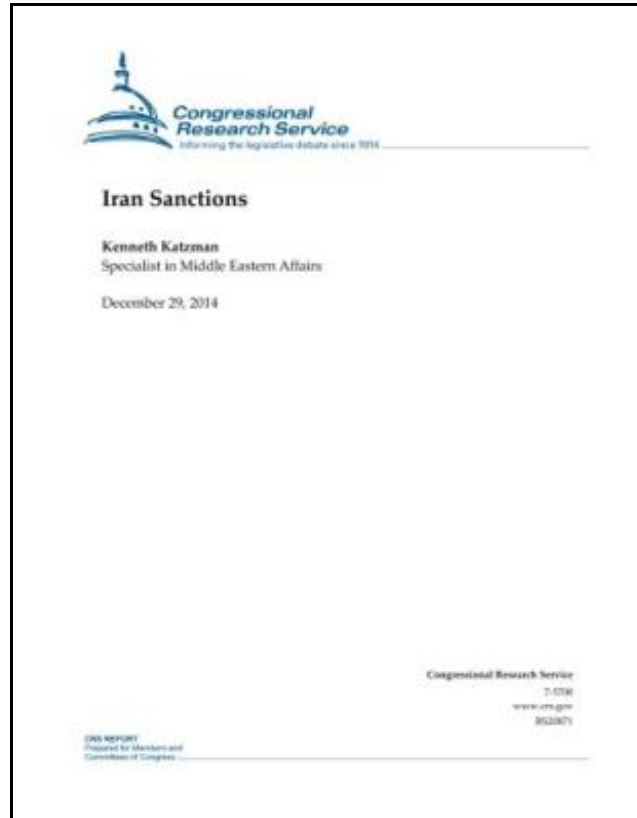 Congressional
Research Service
Informing the legislative debate since 1914
Iran Sanctions
Kenneth Katzman
Specialist in Middle Eastern Affairs
December 29, 2014
Congressional Research Service
7-5700
www.crs.gov
RS20871
CRS REPORT
Prepared for Members and
Committees of Congress